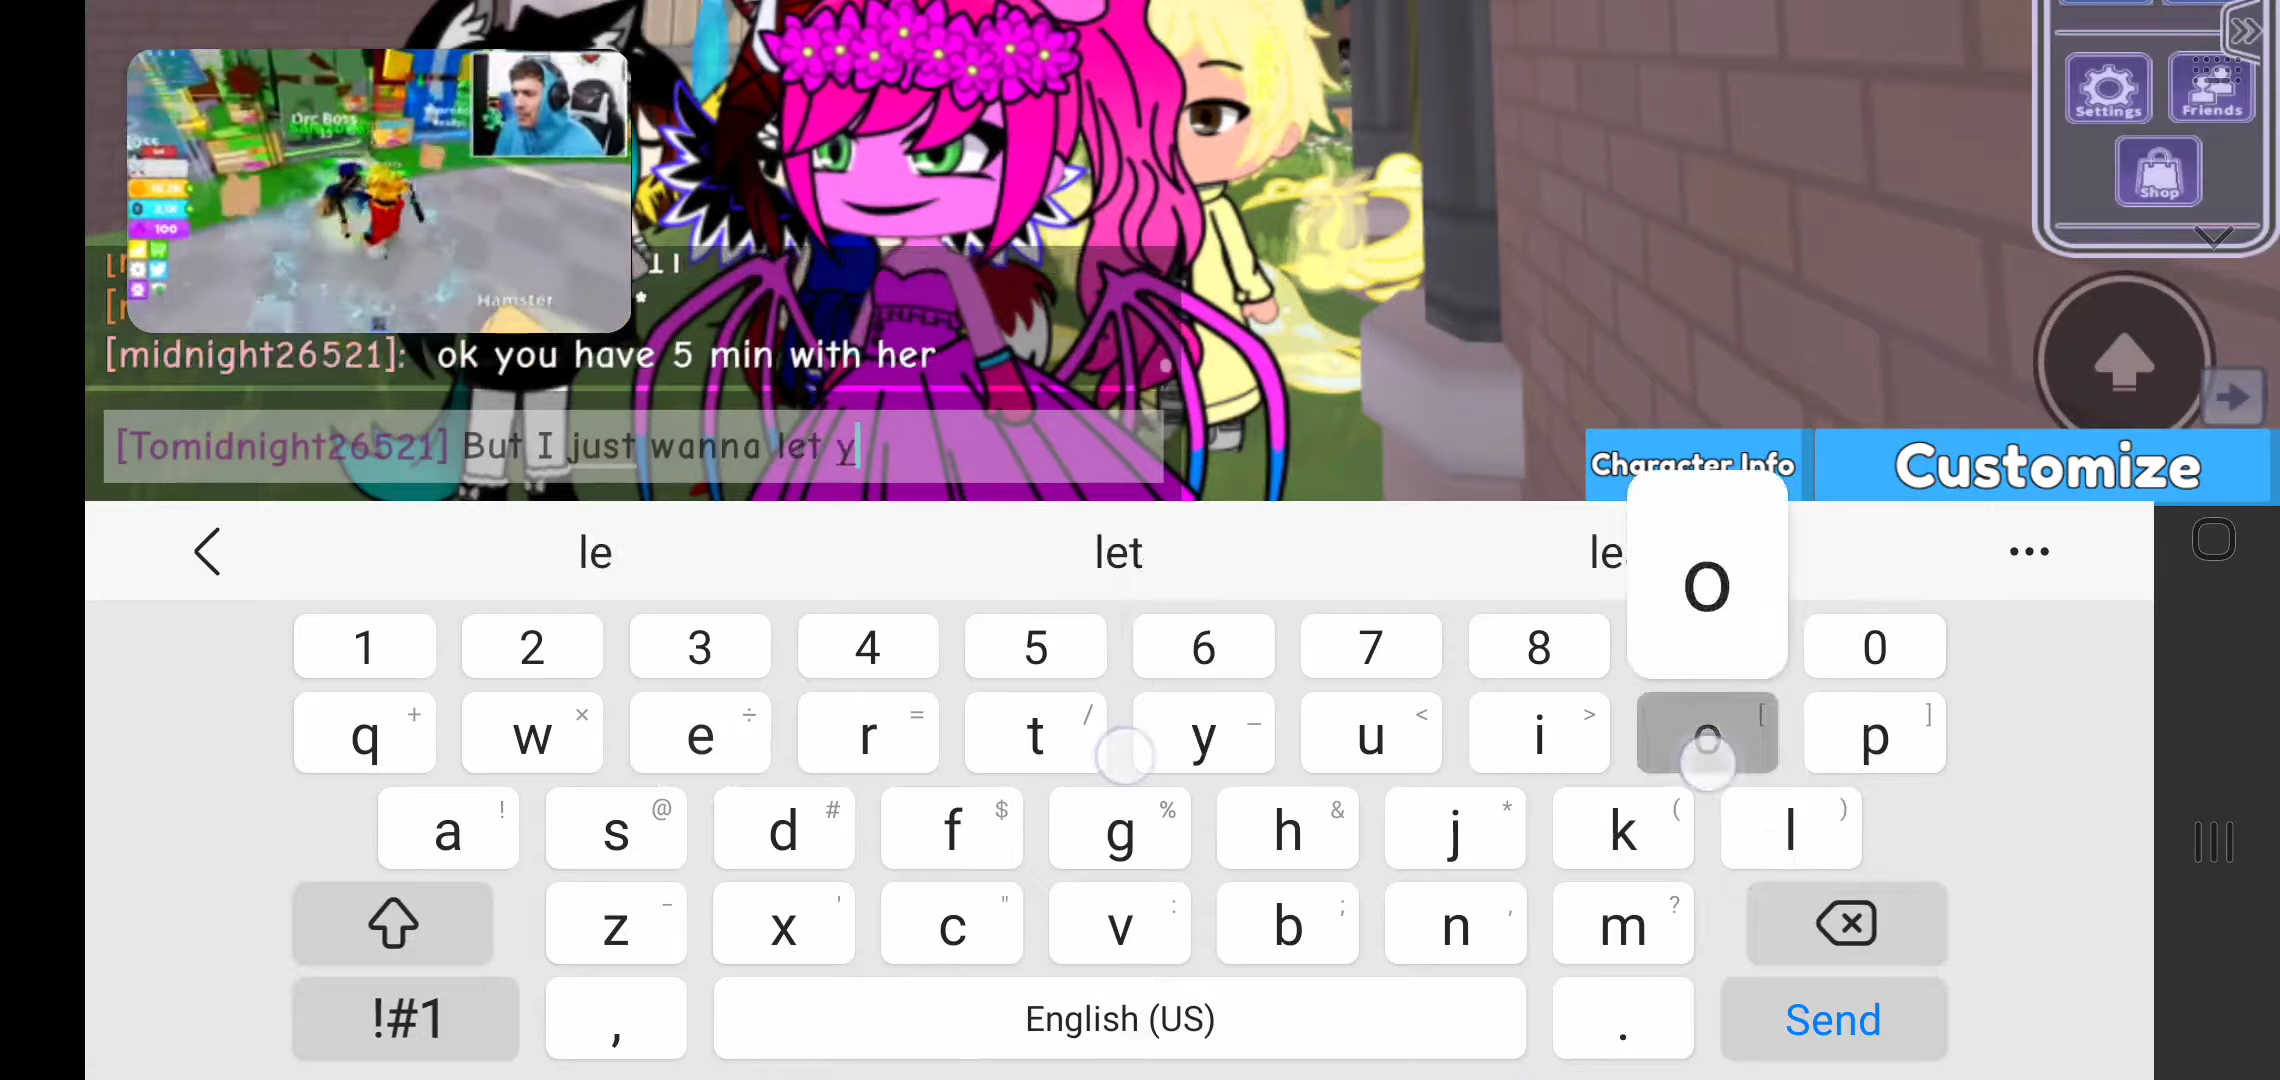 Orc Boss
15
100
Hamster
Settings
Friends
Shop
[midnight26521]: ok you have 5 min with her
[Tomidnight26521] But I just wanna let y
Character Info
Customize
le
let
le
o
1 2 3 4 5 6 7 8 0
+ × ÷ = / _ < > [ ]
q w e r t y u i o p
! @ # $ % & * ( )
a s d f g h j k l
- ' " : ; , ?
z x c v b n m
!#1 , English (US) . Send